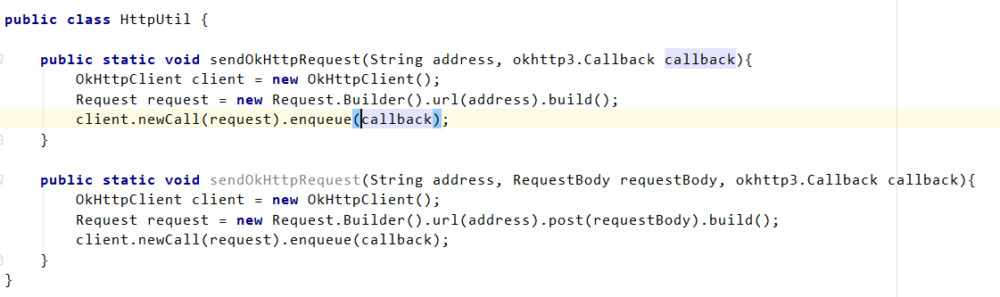 public class HttpUtil {
public static void sendOkHttpRequest(String address, okhttp3.Callback callback){
OkHttpClient client = new OkHttpClient();
Request request = new Request.Builder().url(address).build();
client.newCall(request).enqueue(callback);
}
public static void sendOkHttpRequest(String address, RequestBody requestBody, okhttp3.Callback callback){
OkHttpClient client = new OkHttpClient();
Request request = new Request.Builder().url(address).post(requestBody).build();
client.newCall(request).enqueue(callback);
}
}